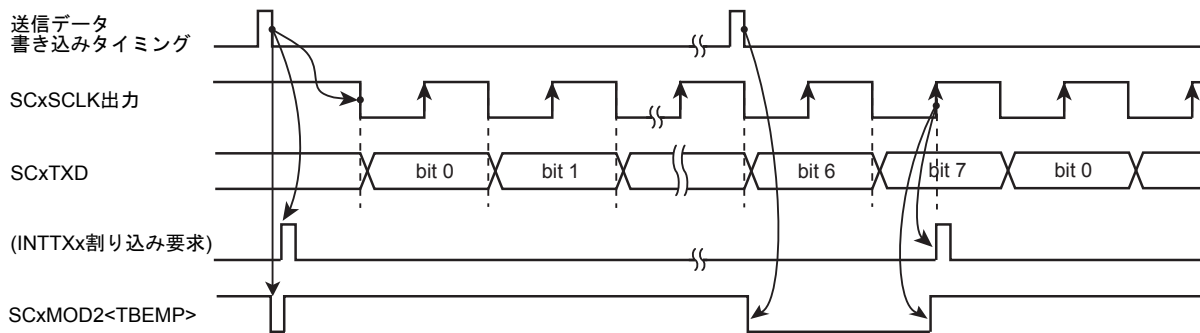 送信データ
書き込みタイミング
SCxSCLK出力
SCxTXD
bit 0
bit 1
bit 6
bit 7
bit 0
(INTTXx割り込み要求)
SCxMOD2<TBEMP>